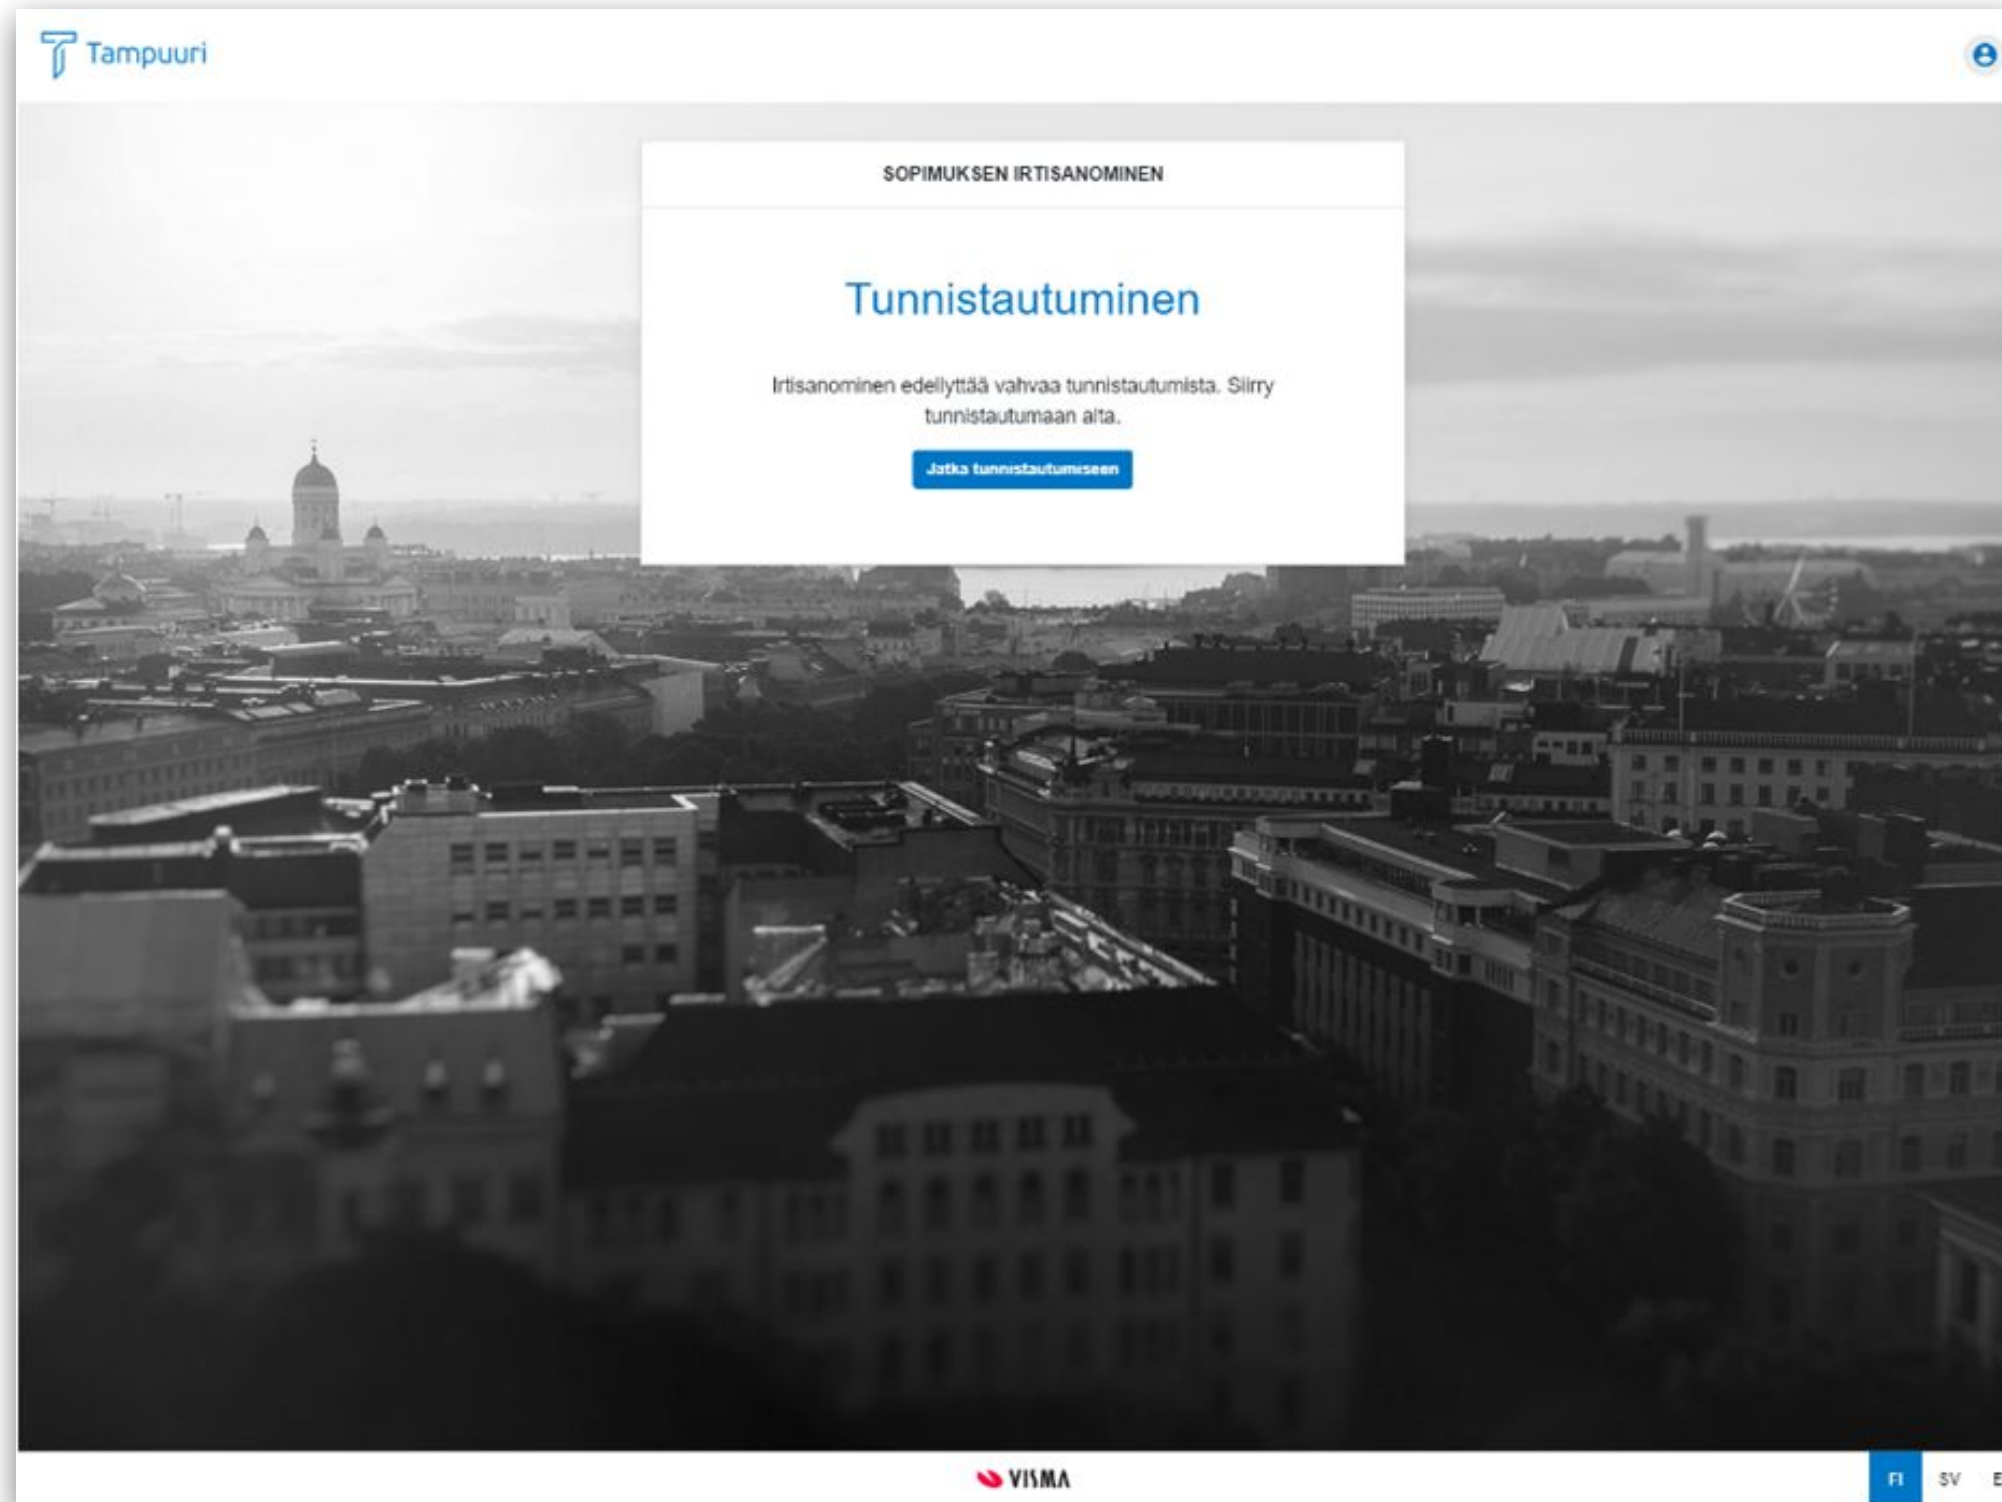 Tampuuri
SOPIMUKSEN IRTISANOMINEN
Tunnistautuminen
Irtisanominen edellyttää vahvaa tunnistautumista. Siirry
tunnistautumaan alta.
Jatka tunnistautumiseen
VISMA
FI SV E